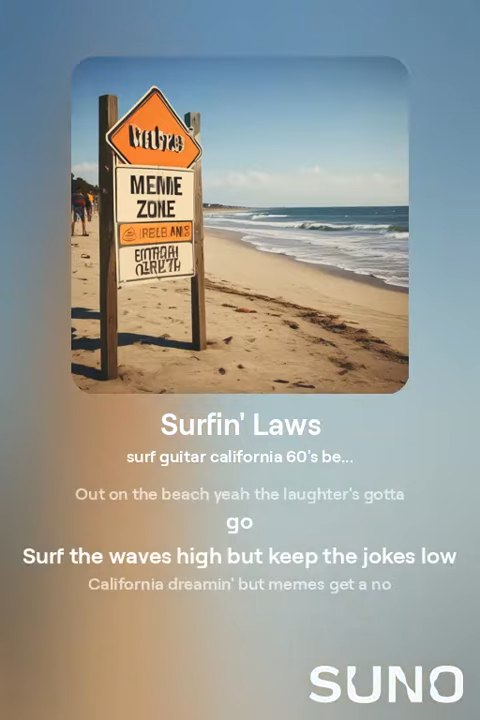 MEME
ZONE
Surfin' Laws
surf guitar california 60's be...
Out on the beach yeah the laughter's gotta
go
Surf the waves high but keep the jokes low
California dreamin' but memes get a no
SUNO